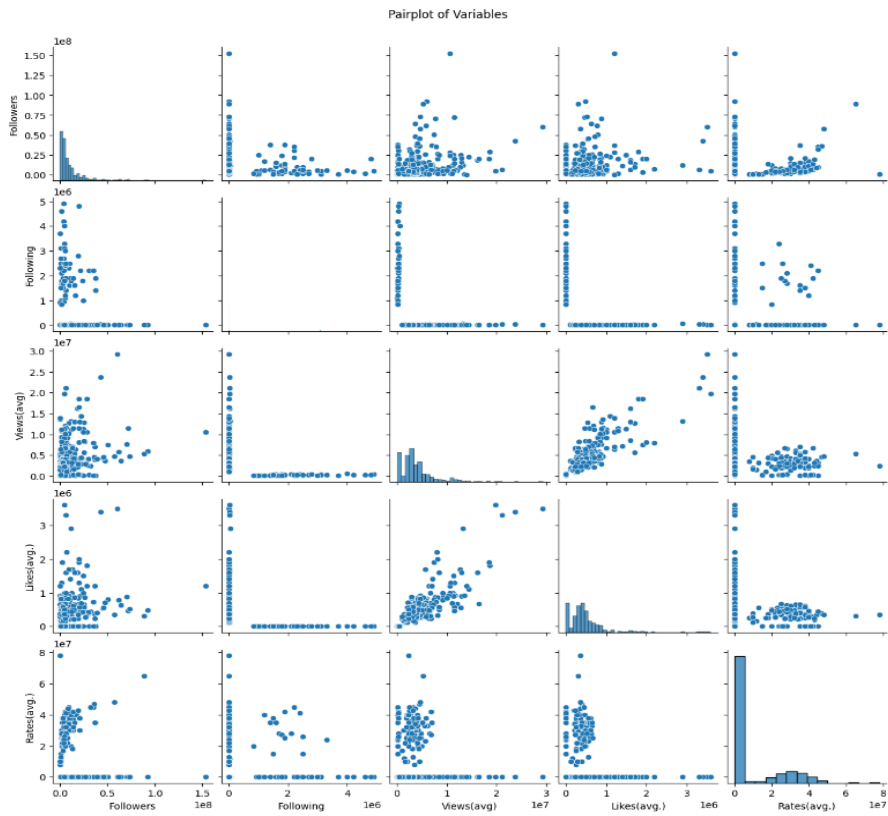 Pairplot of Variables
1e8
1.50
1.25
1.00
0.75
0.50
0.25
0.00
Followers
1e6
5
4
3
2
1
0
Following
1e7
3.0
2.5
2.0
1.5
1.0
0.5
0.0
Views(avg)
1e6
3
2
1
0
Likes(avg.)
1e7
8
6
4
2
0
Rates(avg.)
0.0 0.5 1.0 1.5 0 2 4 6 0 1 2 3 0 1 2 3 0 2 4 6 8
1e8 1e6 1e7 1e6 1e7
Followers Following Views(avg) Likes(avg.) Rates(avg.)